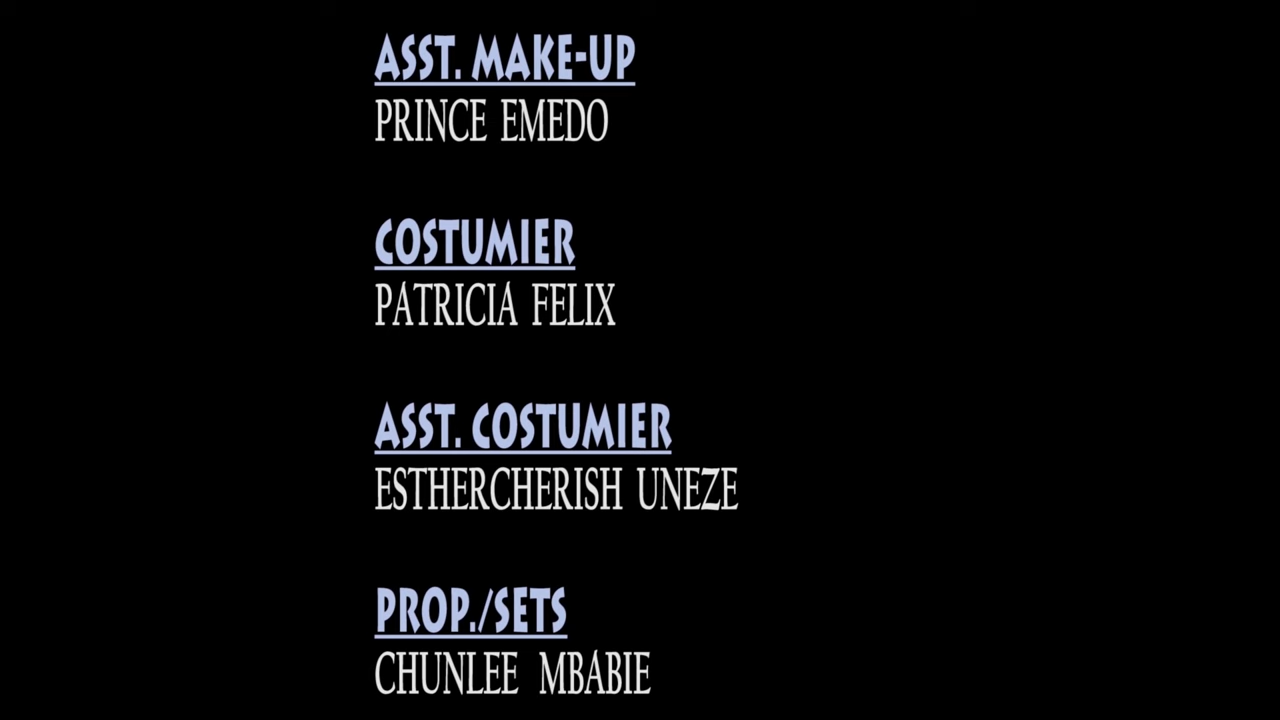 ASST. MAKE-UP
PRINCE EMEDO
COSTUMIER
PATRICIA FELIX
ASST. COSTUMIER
ESTHERCHERISH UNEZE
PROP./SETS
CHUNLEE MBABIE